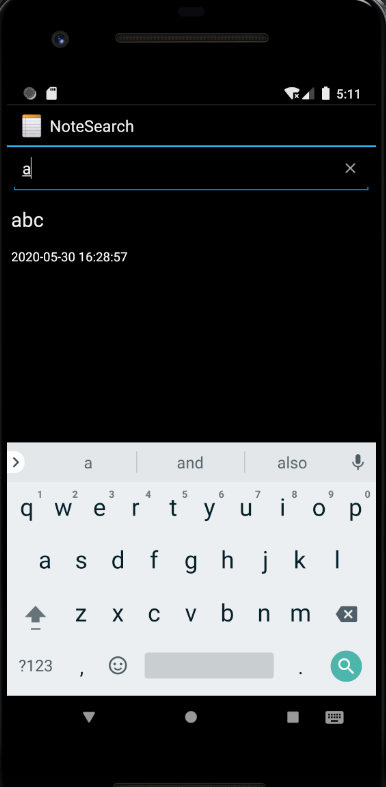 5:11
NoteSearch
a
abc
2020-05-30 16:28:57
a and also
1 2 3 4 5 6 7 8 9 0
q w e r t y u i o p
a s d f g h j k l
z x c v b n m
?123 , .